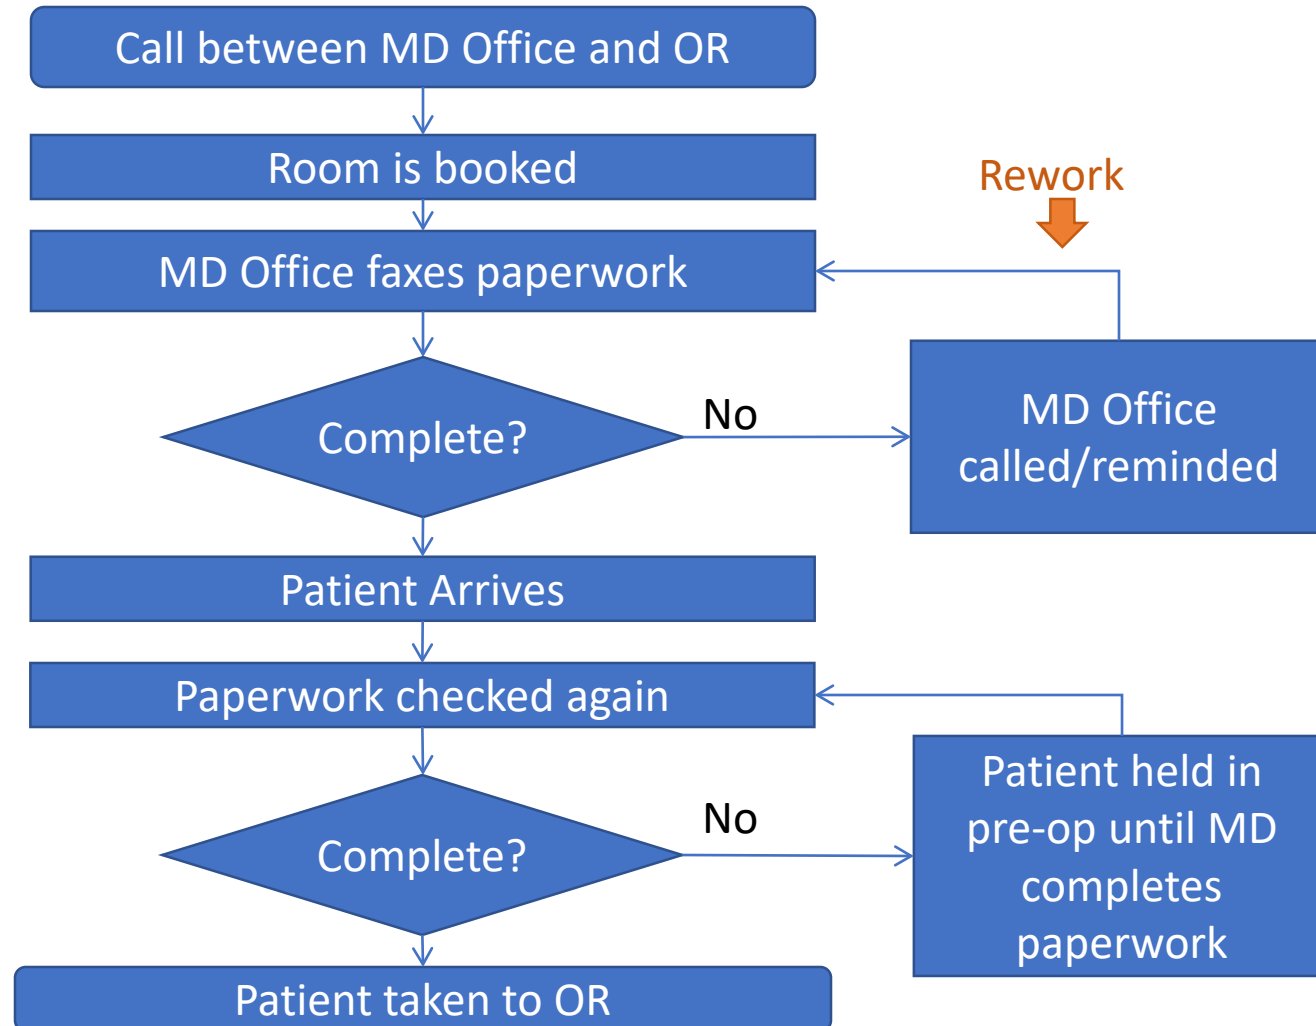 Call between MD Office and OR
Room is booked
Rework
MD Office faxes paperwork
Complete?
No
MD Office
called/reminded
Patient Arrives
Paperwork checked again
Complete?
No
Patient held in
pre-op until MD
completes
paperwork
Patient taken to OR